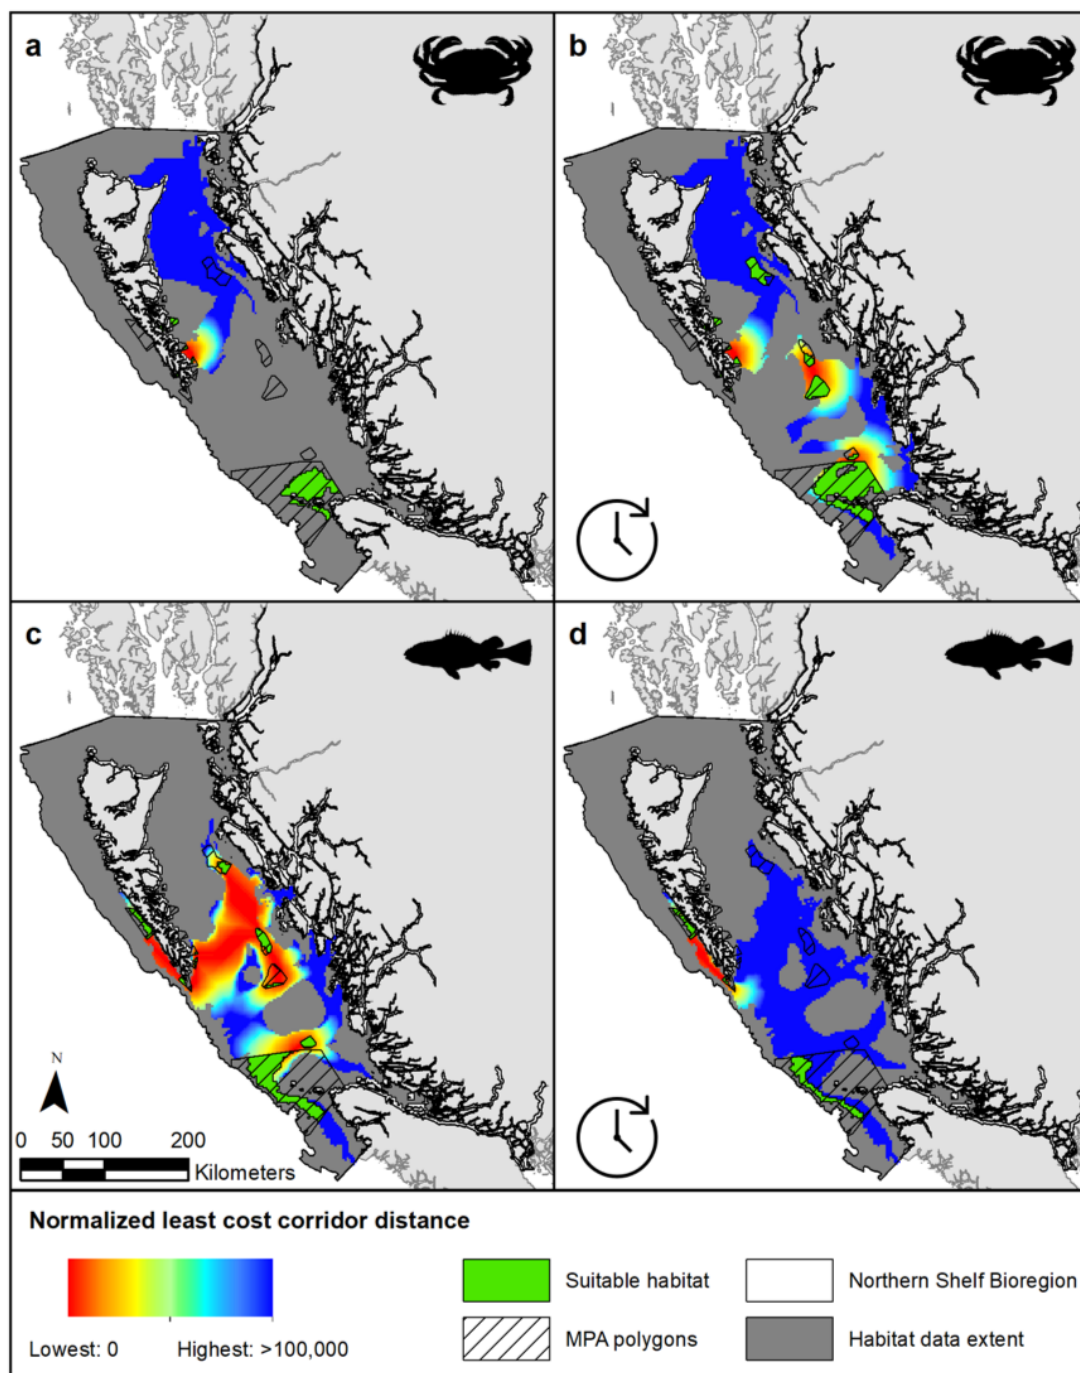 a
b
c
d
N
0 50 100 200
Kilometers
Normalized least cost corridor distance
Lowest: 0 Highest: >100,000
Suitable habitat
Northern Shelf Bioregion
MPA polygons
Habitat data extent